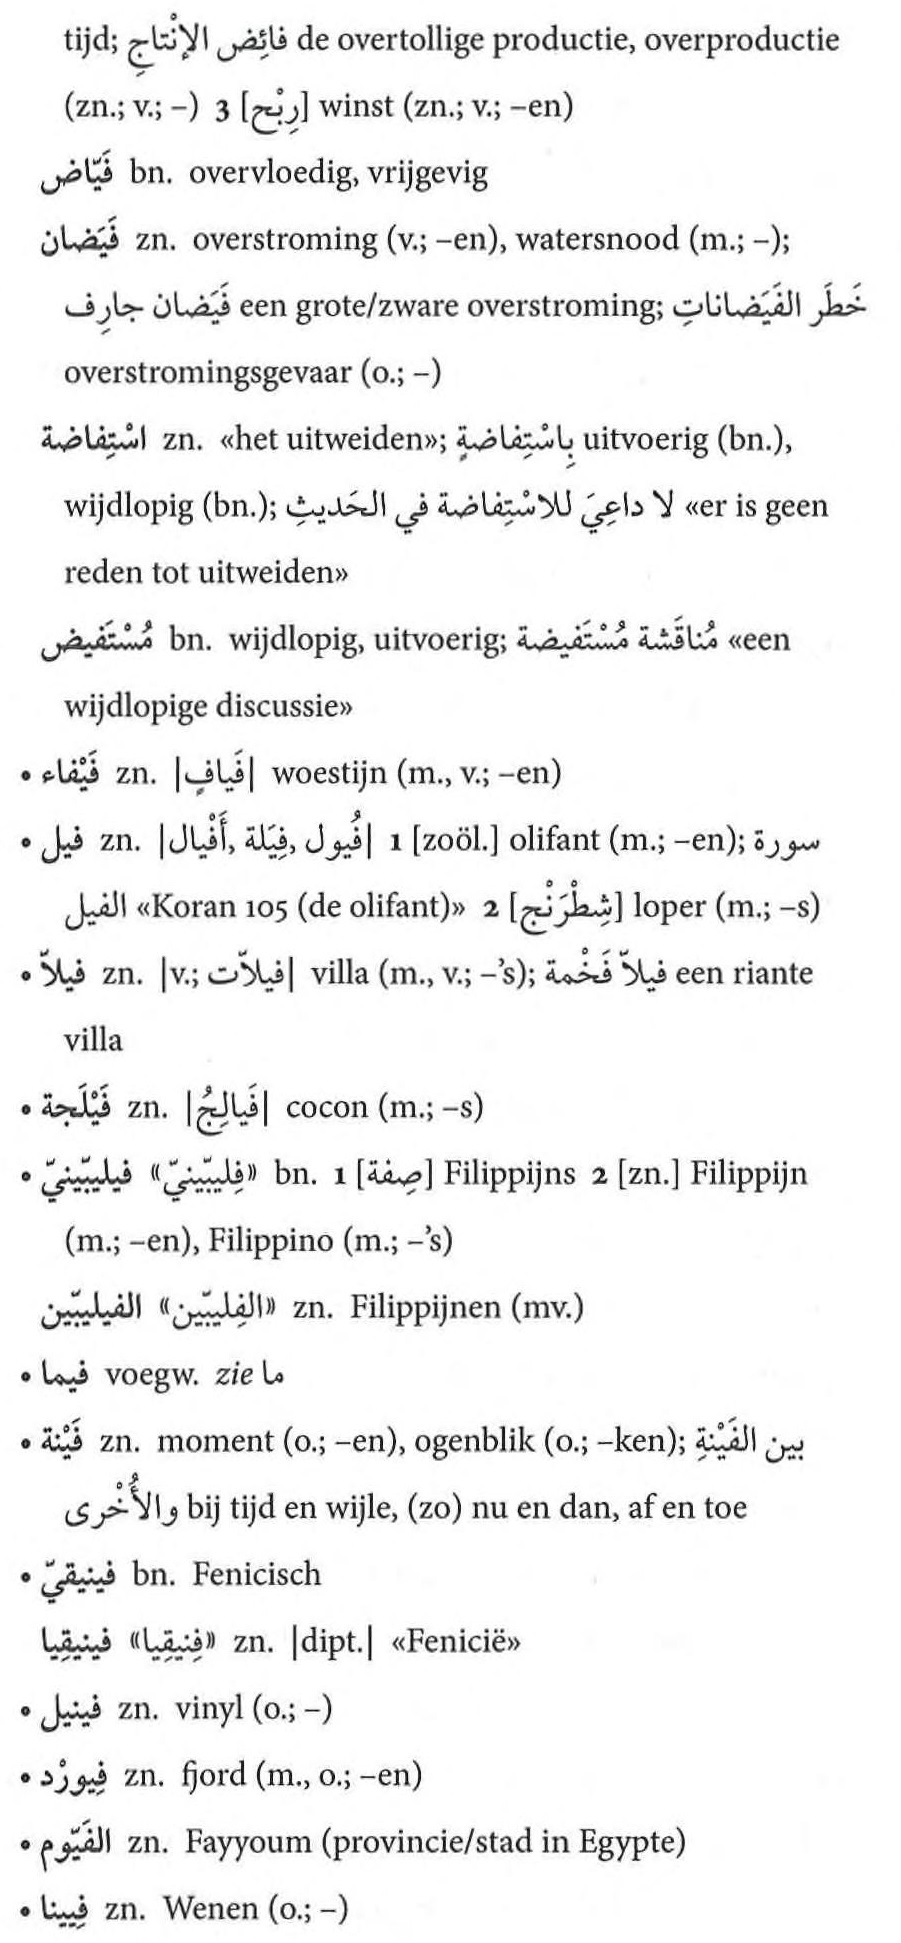 tijd; فائِض الإنْتاجِ de overtollige productie, overproductie
(zn.; v.; –) 3 [رِبْح] winst (zn.; v.; –en)
فَيّاض bn. overvloedig, vrijgevig
فَيَضان zn. overstroming (v.; –en), watersnood (m.; –);
فَيَضان جارِف een grote/zware overstroming; خَطَر الفَيَضاناتِ
overstromingsgevaar (o.; –)
اسْتِفاضة zn. «het uitweiden»; بِاسْتِفاضةٍ uitvoerig (bn.),
wijdlopig (bn.); لا داعِيَ للاسْتِفاضة في الحَديثِ «er is geen
reden tot uitweiden»
مُسْتَفيض bn. wijdlopig, uitvoerig; مُناقَشة مُسْتَفيضة «een
wijdlopige discussie»
• فَيْفاء zn. |فَيافٍ| woestijn (m., v.; –en)
• فيل zn. |فُيول, فِيَلة, أَفْيال| 1 [zoöl.] olifant (m.; –en); سورة
الفيل «Koran 105 (de olifant)» 2 [شِطْرَنْج] loper (m.; –s)
• فيلاّ zn. |v.; فيلاّت| villa (m., v.; –’s); فيلاّ فَخْمة een riante
villa
• فَيْلَجة zn. |فَيالِجُ| cocon (m.; –s)
• فيليبّينيّ «فِليبّينيّ» bn. 1 [صِفة] Filippijns 2 [zn.] Filippijn
(m.; –en), Filippino (m.; –’s)
الفيليبّين «الفِليبّين» zn. Filippijnen (mv.)
• فيما voegw. zie ما
• فَيْنة zn. moment (o.; –en), ogenblik (o.; –ken); بين الفَيْنةِ
والأُخْرى bij tijd en wijle, (zo) nu en dan, af en toe
• فينيقيّ bn. Fenicisch
فينيقِيا «فِنيقِيا» zn. |dipt.| «Fenicië»
• فينيل zn. vinyl (o.; –)
• فِيورْد zn. fjord (m., o.; –en)
• الفَيّوم zn. Fayyoum (provincie/stad in Egypte)
• فِيينا zn. Wenen (o.; –)